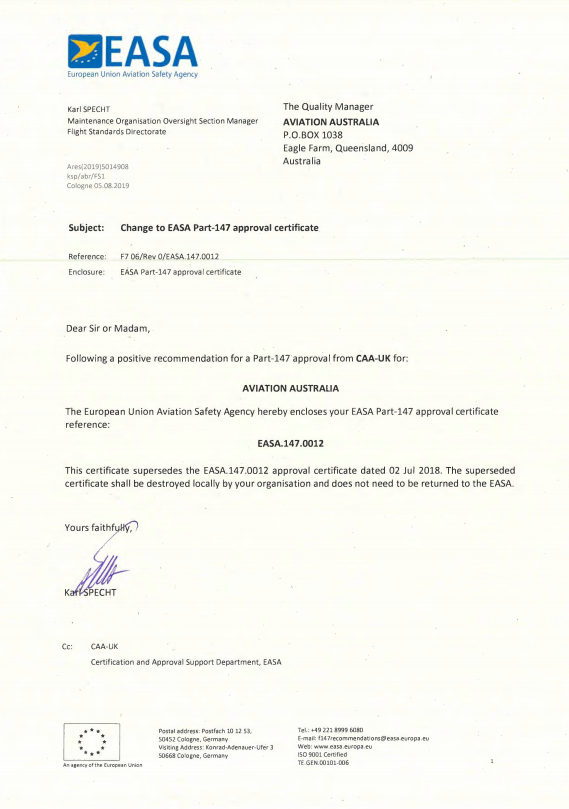 EASA
European Union Aviation Safety Agency
Karl SPECHT
Maintenance Organisation Oversight Section Manager
Flight Standards Directorate
Ares(2019)5014908
ksp/abr/FS1
Cologne 05.08.2019
The Quality Manager
AVIATION AUSTRALIA
P.O.BOX 1038
Eagle Farm, Queensland, 4009
Australia
Subject: Change to EASA Part-147 approval certificate
Reference: F7 06/Rev 0/EASA.147.0012
Enclosure: EASA Part-147 approval certificate
Dear Sir or Madam,
Following a positive recommendation for a Part-147 approval from CAA-UK for:
AVIATION AUSTRALIA
The European Union Aviation Safety Agency hereby encloses your EASA Part-147 approval certificate
reference:
EASA.147.0012
This certificate supersedes the EASA.147.0012 approval certificate dated 02 Jul 2018. The superseded
certificate shall be destroyed locally by your organisation and does not need to be returned to the EASA.
Yours faithfully,
Karl SPECHT
Cc: CAA-UK
Certification and Approval Support Department, EASA
An agency of the European Union
Postal address: Postfach 10 12 53,
50452 Cologne, Germany
Visiting Address: Konrad-Adenauer-Ufer 3
50668 Cologne, Germany
Tel.: +49 221 8999 6080
E-mail: f147recommendations@easa.europa.eu
Web: www.easa.europa.eu
ISO 9001 Certified
TE.GEN.00101-006
1